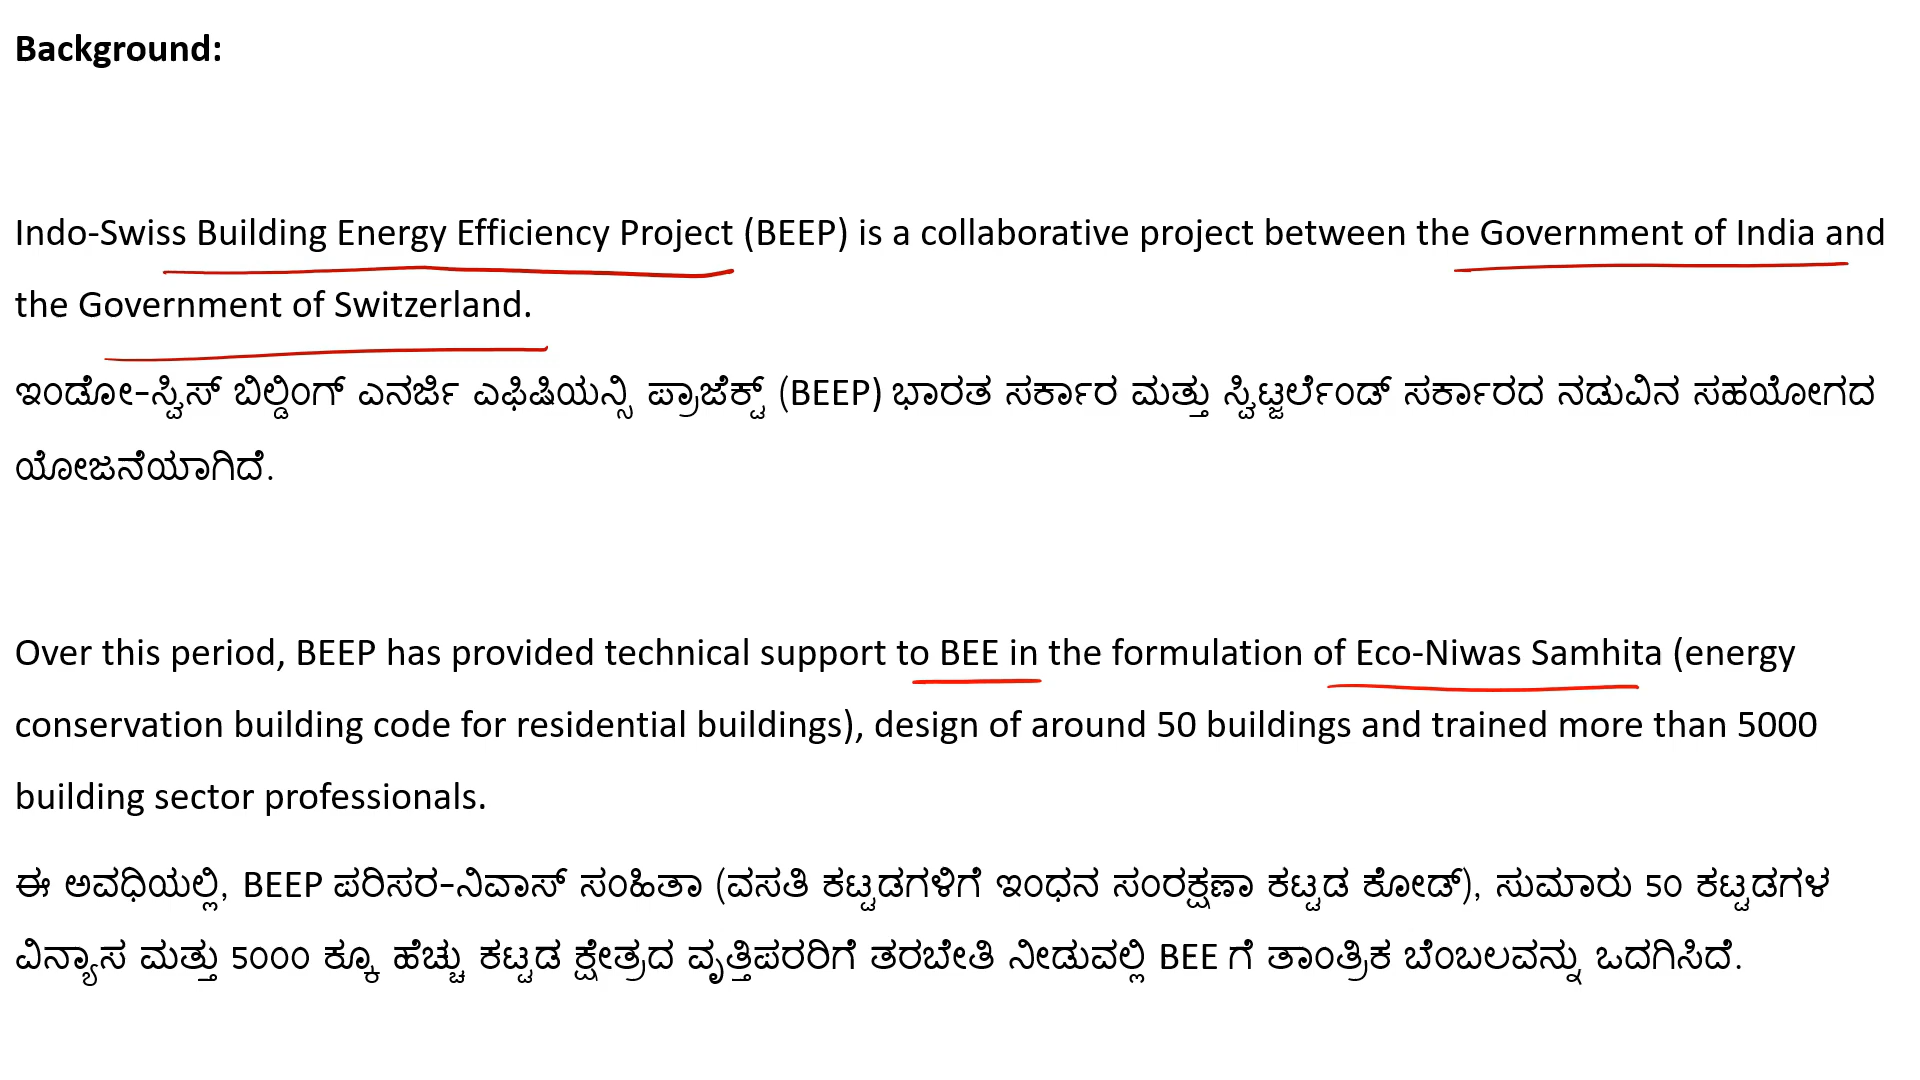 Background:
Indo-Swiss Building Energy Efficiency Project (BEEP) is a collaborative project between the Government of India and
the Government of Switzerland.
ಇಂಡೋ-ಸ್ವಿಸ್ ಬಿಲ್ಡಿಂಗ್ ಎನರ್ಜಿ ಎಫಿಷಿಯನ್ಸಿ ಪ್ರಾಜೆಕ್ಟ್ (BEEP) ಭಾರತ ಸರ್ಕಾರ ಮತ್ತು ಸ್ವಿಟ್ಜರ್ಲೆಂಡ್ ಸರ್ಕಾರದ ನಡುವಿನ ಸಹಯೋಗದ
ಯೋಜನೆಯಾಗಿದೆ.
Over this period, BEEP has provided technical support to BEE in the formulation of Eco-Niwas Samhita (energy
conservation building code for residential buildings), design of around 50 buildings and trained more than 5000
building sector professionals.
ಈ ಅವಧಿಯಲ್ಲಿ, BEEP ಪರಿಸರ-ನಿವಾಸ್ ಸಂಹಿತಾ (ವಸತಿ ಕಟ್ಟಡಗಳಿಗೆ ಇಂಧನ ಸಂರಕ್ಷಣಾ ಕಟ್ಟಡ ಕೋಡ್), ಸುಮಾರು 50 ಕಟ್ಟಡಗಳ
ವಿನ್ಯಾಸ ಮತ್ತು 5000 ಕ್ಕೂ ಹೆಚ್ಚು ಕಟ್ಟಡ ಕ್ಷೇತ್ರದ ವೃತ್ತಿಪರರಿಗೆ ತರಬೇತಿ ನೀಡುವಲ್ಲಿ BEE ಗೆ ತಾಂತ್ರಿಕ ಬೆಂಬಲವನ್ನು ಒದಗಿಸಿದೆ.